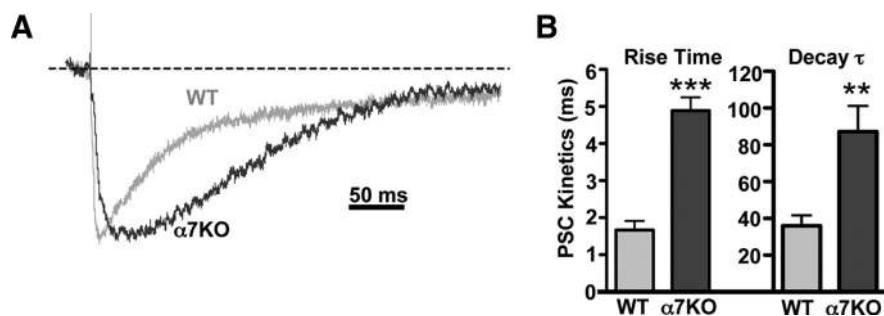 A
WT
α7KO
50 ms
B
Rise Time
Decay τ
PSC Kinetics (ms)
6
5
4
3
2
1
0
***
WT α7KO
120
100
80
60
40
20
**
WT α7KO